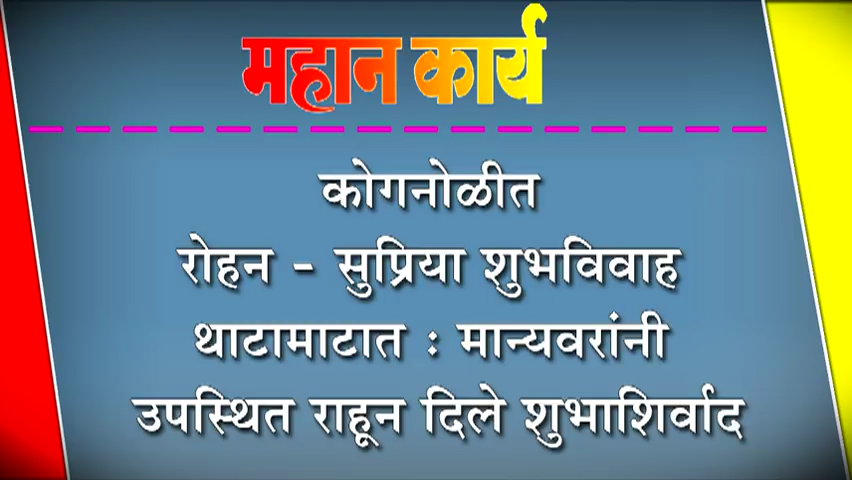 महान कार्य
कोगनोळीत
रोहन - सुप्रिया शुभविवाह
थाटामाटात : मान्यवरांनी
उपस्थित राहून दिले शुभाशिर्वाद